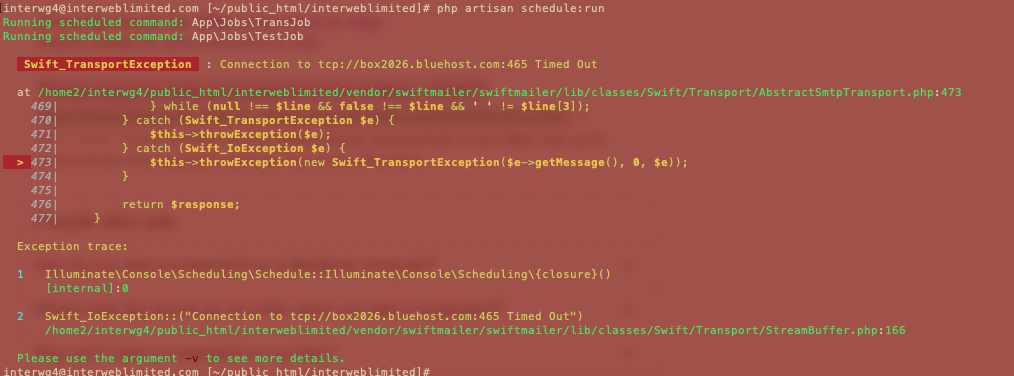 interwg4@interweblimited.com [~/public_html/interweblimited]# php artisan schedule:run
Running scheduled command: App\Jobs\TransJob
Running scheduled command: App\Jobs\TestJob
Swift_TransportException : Connection to tcp://box2026.bluehost.com:465 Timed Out
at /home2/interwg4/public_html/interweblimited/vendor/swiftmailer/swiftmailer/lib/classes/Swift/Transport/AbstractSmtpTransport.php:473
469| } while (null !== $line && false !== $line && ' ' != $line[3]);
470| } catch (Swift_TransportException $e) {
471| $this->throwException($e);
472| } catch (Swift_IoException $e) {
> 473| $this->throwException(new Swift_TransportException($e->getMessage(), 0, $e));
474| }
475|
476| return $response;
477| }
Exception trace:
1 Illuminate\Console\Scheduling\Schedule::Illuminate\Console\Scheduling\{closure}()
[internal]:0
2 Swift_IoException::("Connection to tcp://box2026.bluehost.com:465 Timed Out")
/home2/interwg4/public_html/interweblimited/vendor/swiftmailer/swiftmailer/lib/classes/Swift/Transport/StreamBuffer.php:166
Please use the argument -v to see more details.
interwg4@interweblimited.com [~/public_html/interweblimited]#